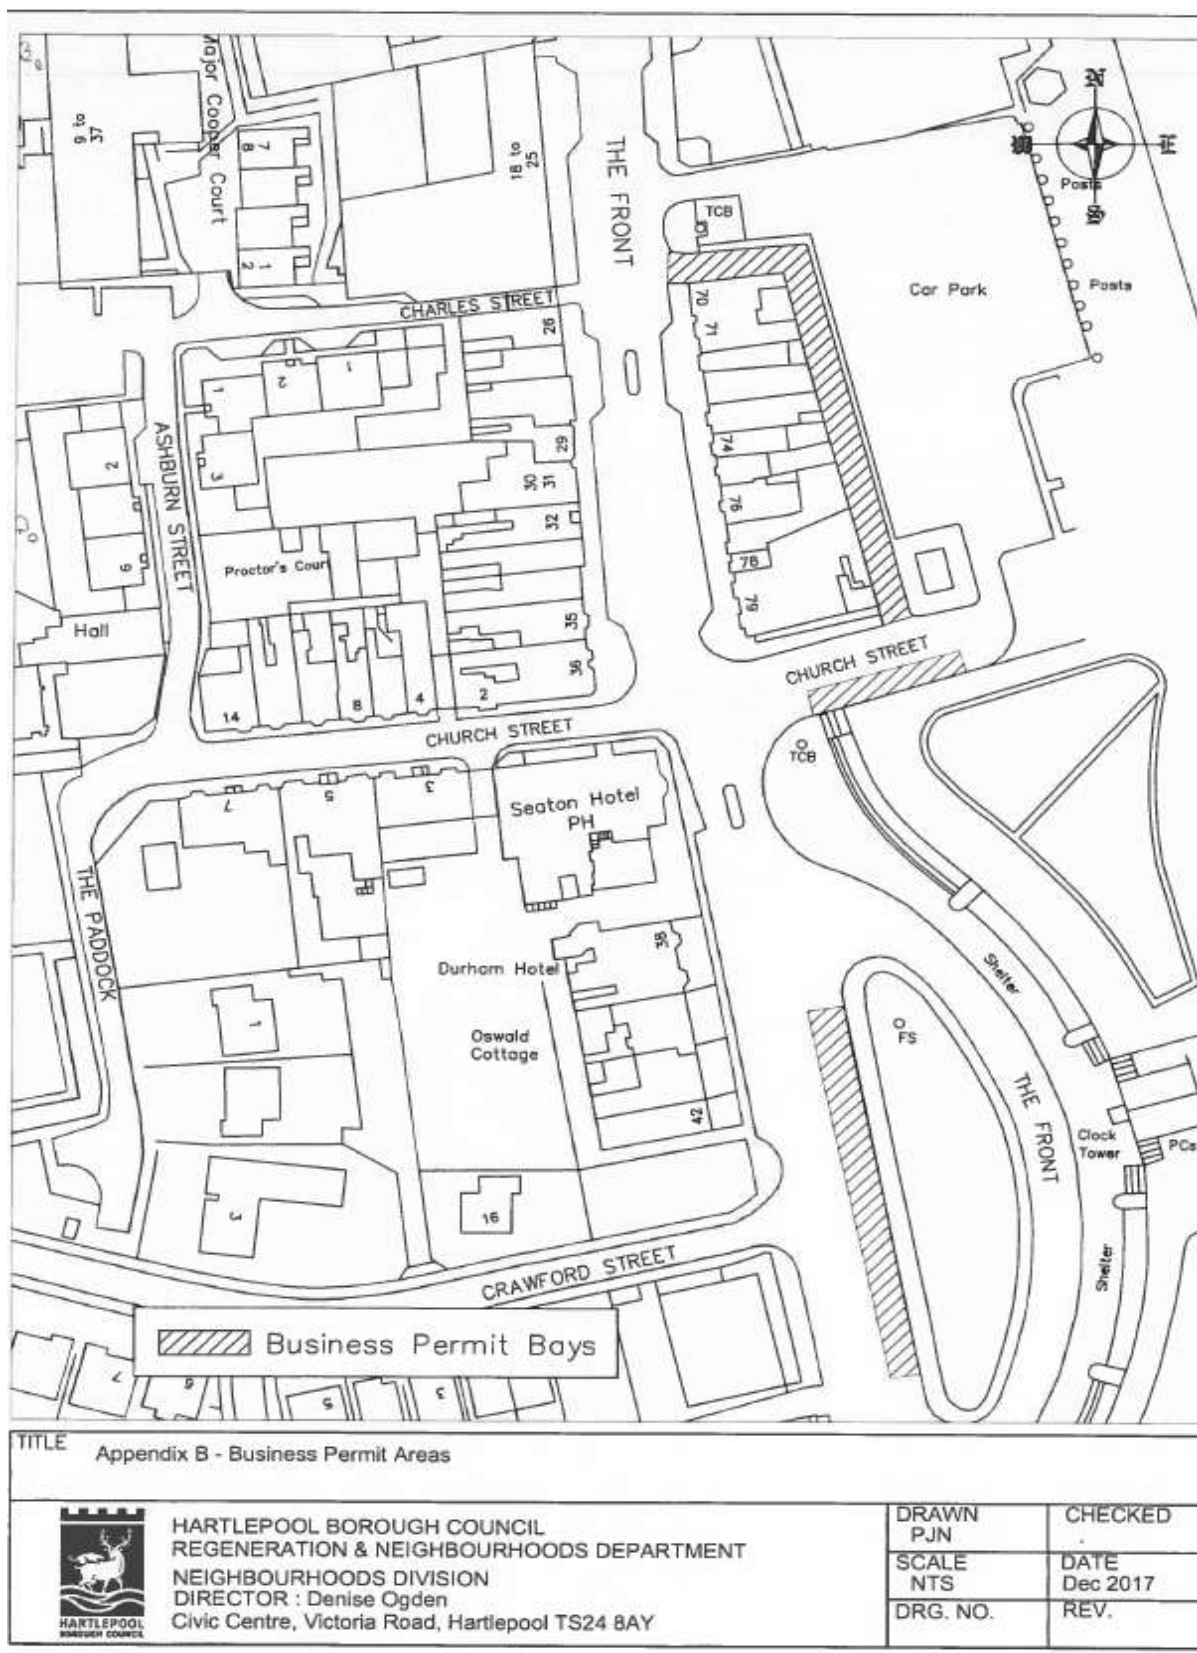 9 to
37
Major Cooper Court
7
8
1
2
18 to
25
THE FRONT
TCB
Posts
Posts
Car Park
CHARLES STREET
26
70
71
1
2
1
3
29
30
31
32
74
76
78
79
ASHBURN STREET
2
6
Hall
Proctor's Court
35
36
14
8
4
2
CHURCH STREET
CHURCH STREET
TCB
7
5
3
Seaton Hotel
PH
THE PADDOCK
38
Durham Hotel
Oswald
Cottage
1
Shelter
FS
THE FRONT
42
Clock
Tower
PCs
3
16
CRAWFORD STREET
Shelter
Business Permit Bays
7
6
5
3
TITLE
Appendix B - Business Permit Areas
HARTLEPOOL
BOROUGH COUNCIL
HARTLEPOOL BOROUGH COUNCIL
REGENERATION & NEIGHBOURHOODS DEPARTMENT
NEIGHBOURHOODS DIVISION
DIRECTOR : Denise Ogden
Civic Centre, Victoria Road, Hartlepool TS24 8AY
DRAWN
PJN
CHECKED
SCALE
NTS
DATE
Dec 2017
DRG. NO.
REV.